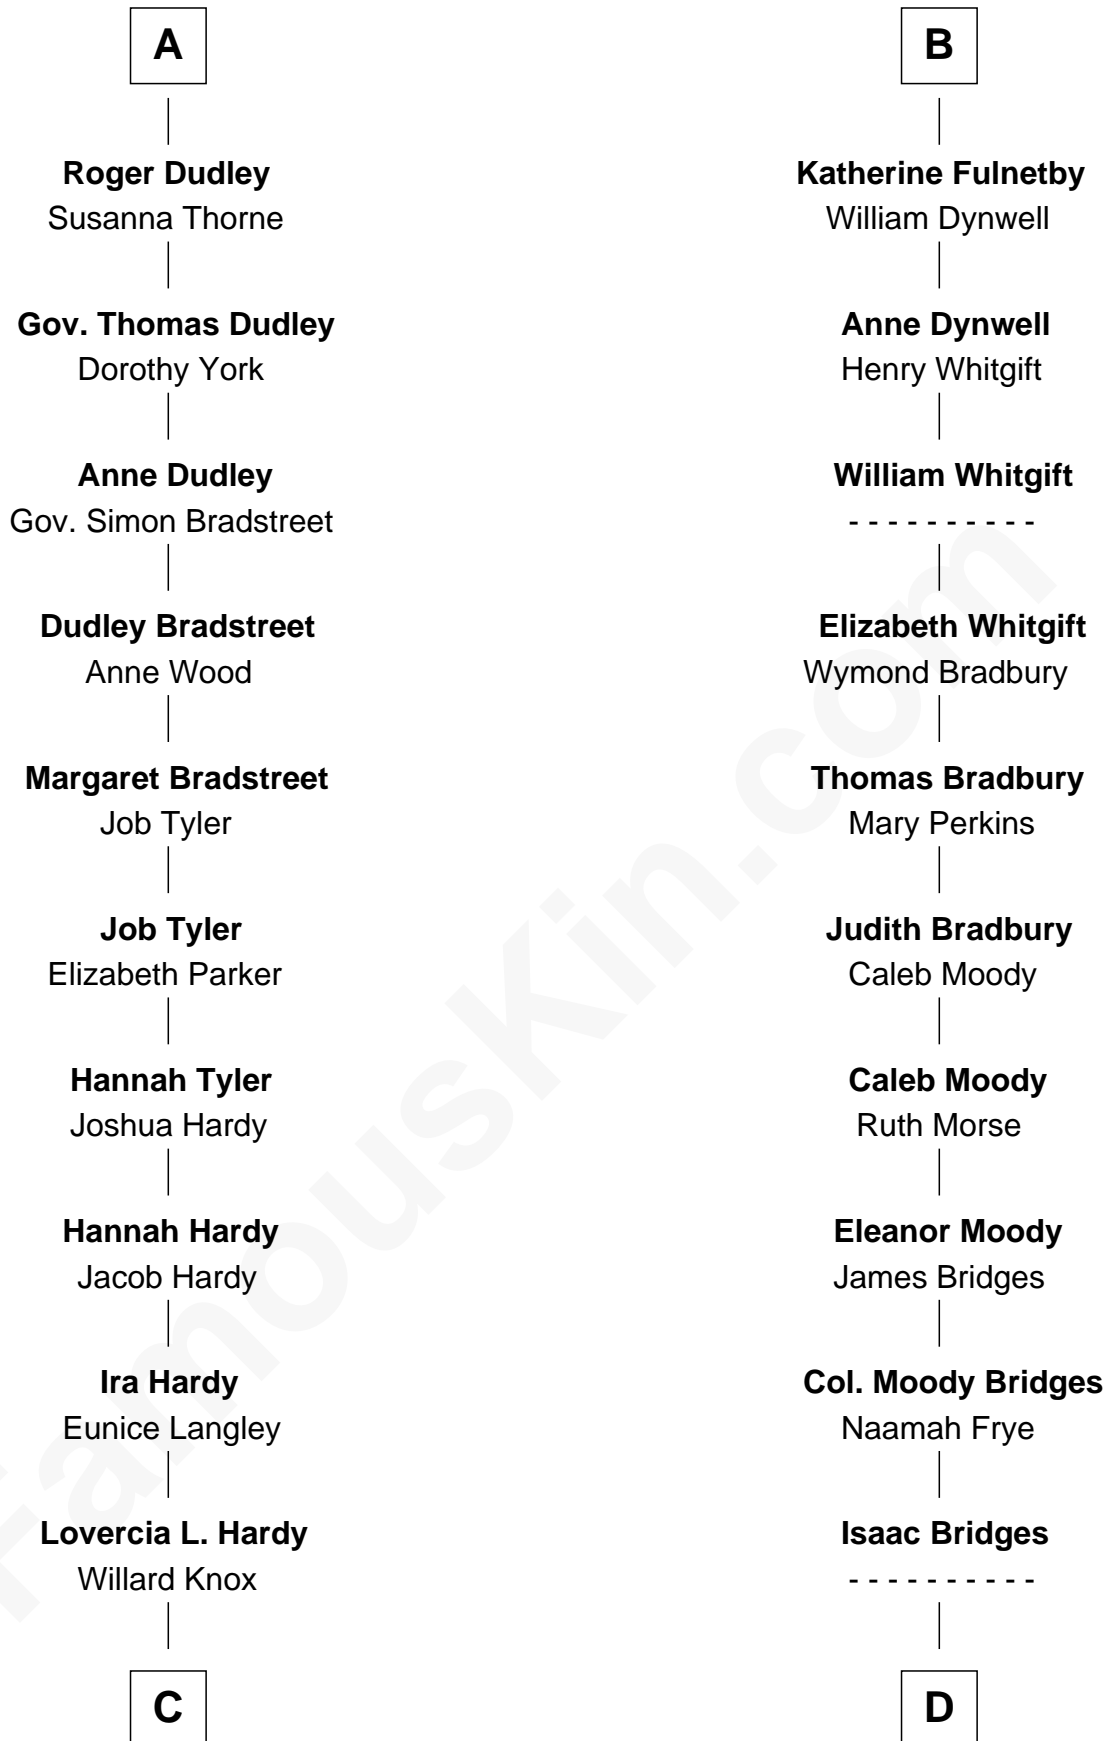 A
Roger Dudley
Susanna Thorne
Gov. Thomas Dudley
Dorothy York
Anne Dudley
Gov. Simon Bradstreet
Dudley Bradstreet
Anne Wood
Margaret Bradstreet
Job Tyler
Job Tyler
Elizabeth Parker
Hannah Tyler
Joshua Hardy
Hannah Hardy
Jacob Hardy
Ira Hardy
Eunice Langley
Lovercia L. Hardy
Willard Knox
C
B
Katherine Fulnetby
William Dynwell
Anne Dynwell
Henry Whitgift
William Whitgift
- - - - - - - - - -
Elizabeth Whitgift
Wymond Bradbury
Thomas Bradbury
Mary Perkins
Judith Bradbury
Caleb Moody
Caleb Moody
Ruth Morse
Eleanor Moody
James Bridges
Col. Moody Bridges
Naamah Frye
Isaac Bridges
- - - - - - - - - -
D
FamousKin.com